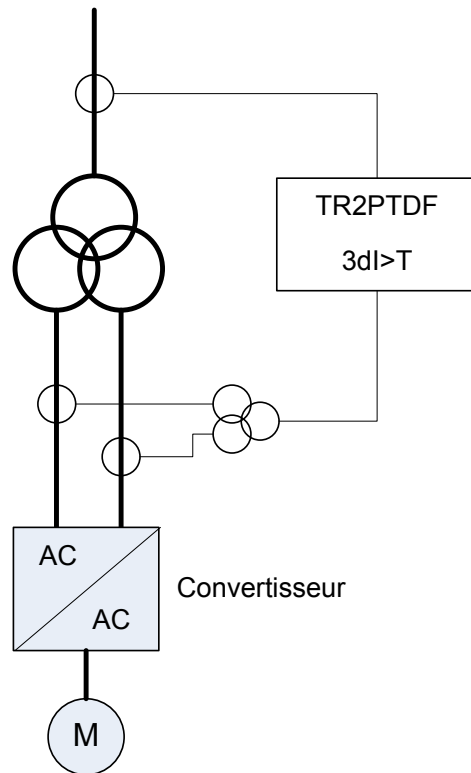 TR2PTDF
3dI>T
AC
AC
Convertisseur
M